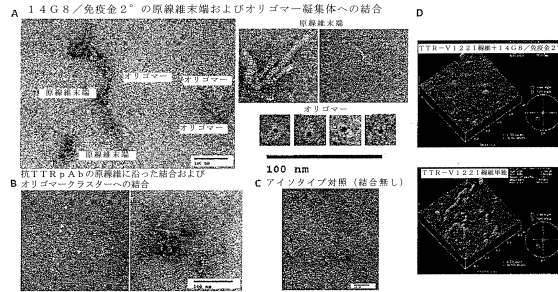 A 14G8/免疫金2°の原線維末端およびオリゴマー凝集体への結合
原線維末端
オリゴマー
原線維末端
オリゴマー
オリゴマー
原線維末端
100 nm
オリゴマー
100 nm
B 抗TTRpAbの原線維に沿った結合および
オリゴマークラスターへの結合
100 nm
C アイソタイプ対照(結合無し)
D
TTR-V122I線維+14G8/免疫金2°
TTR-V122I線維単独